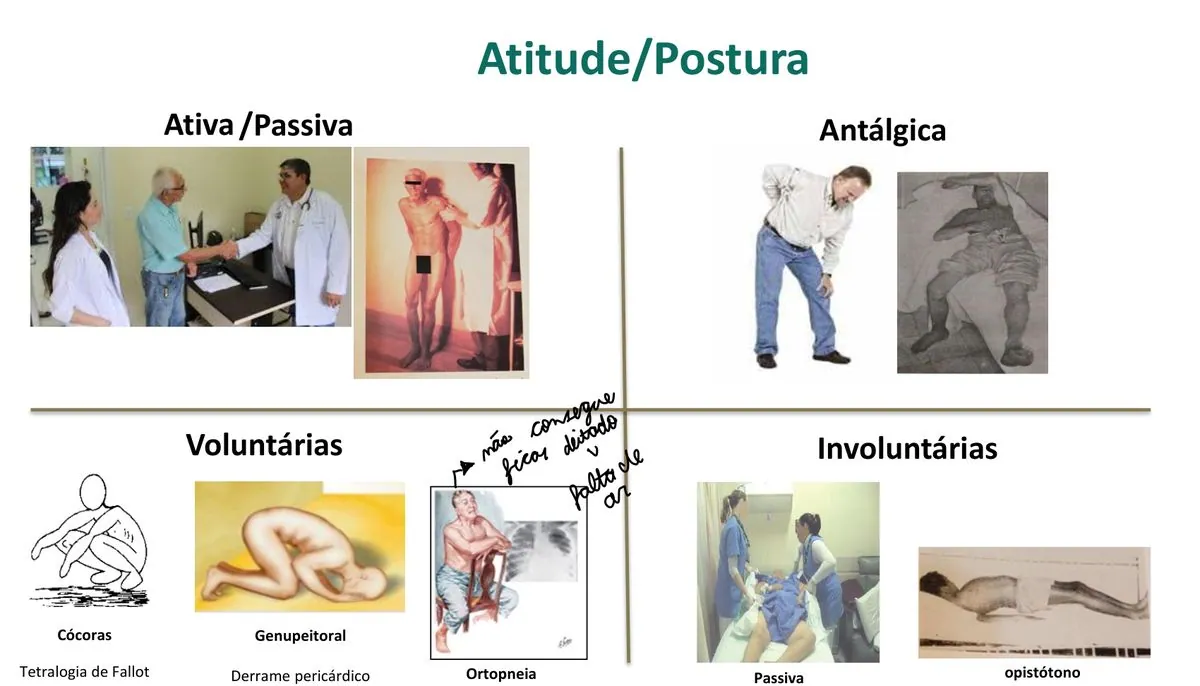 Atitude/Postura
Ativa/Passiva
Antálgica
Voluntárias
não consegue
ficar deitado
falta de
ar
Involuntárias
Cócoras
Tetralogia de Fallot
Genupeitoral
Derrame pericárdico
Ortopneia
Passiva
opistótono